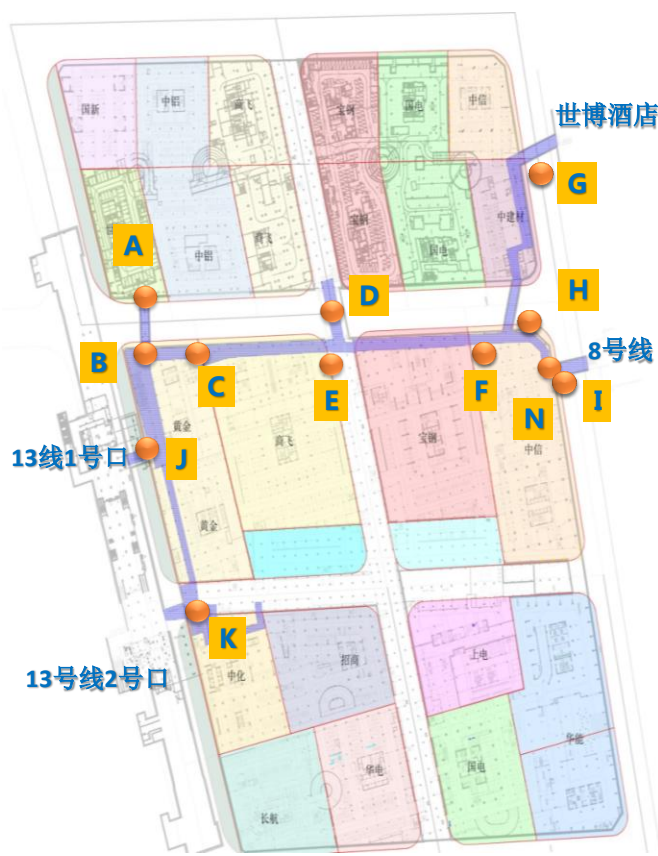 国新
中铝
商飞
宝钢
国电
中信
世博酒店
G
中建材
A
中铝
商飞
宝钢
国电
D
H
B
C
E
F
8号线
N
I
黄金
商飞
宝钢
中信
13线1号口
J
黄金
K
13号线2号口
中化
招商
上电
华电
国电
华能
长航